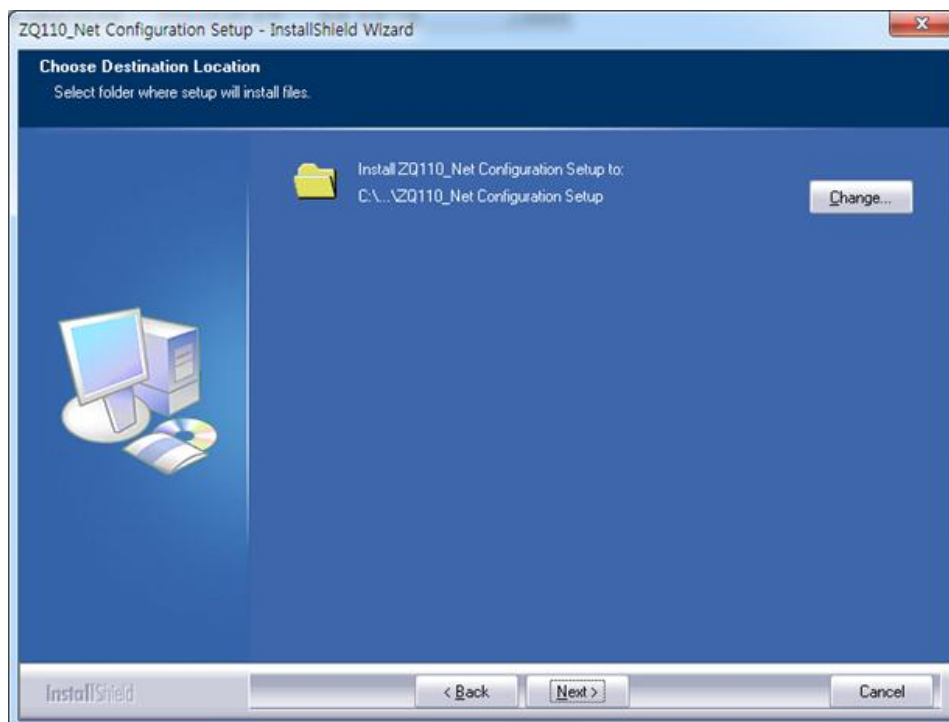 ZQ110_Net Configuration Setup - InstallShield Wizard
Choose Destination Location
Select folder where setup will install files.
Install ZQ110_Net Configuration Setup to:
C:\...\ZQ110_Net Configuration Setup
Change...
InstallShield
< Back
Next >
Cancel